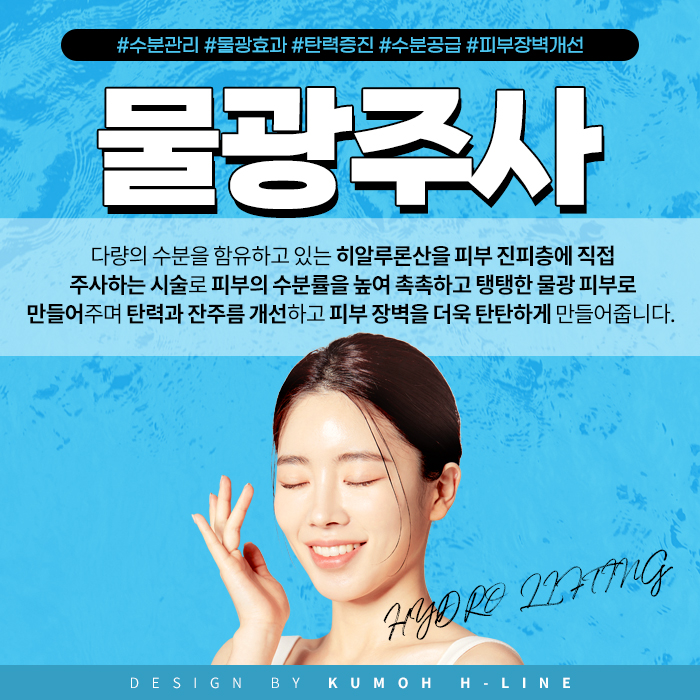 #수분관리 #물광효과 #탄력증진 #수분공급 #피부장벽개선
물광주사
다량의 수분을 함유하고 있는 히알루론산을 피부 진피층에 직접
주사하는 시술로 피부의 수분률을 높여 촉촉하고 탱탱한 물광 피부로
만들어주며 탄력과 잔주름 개선하고 피부 장벽을 더욱 탄탄하게 만들어줍니다.
HYDRO LIFTING
DESIGN BY KUMOH H-LINE